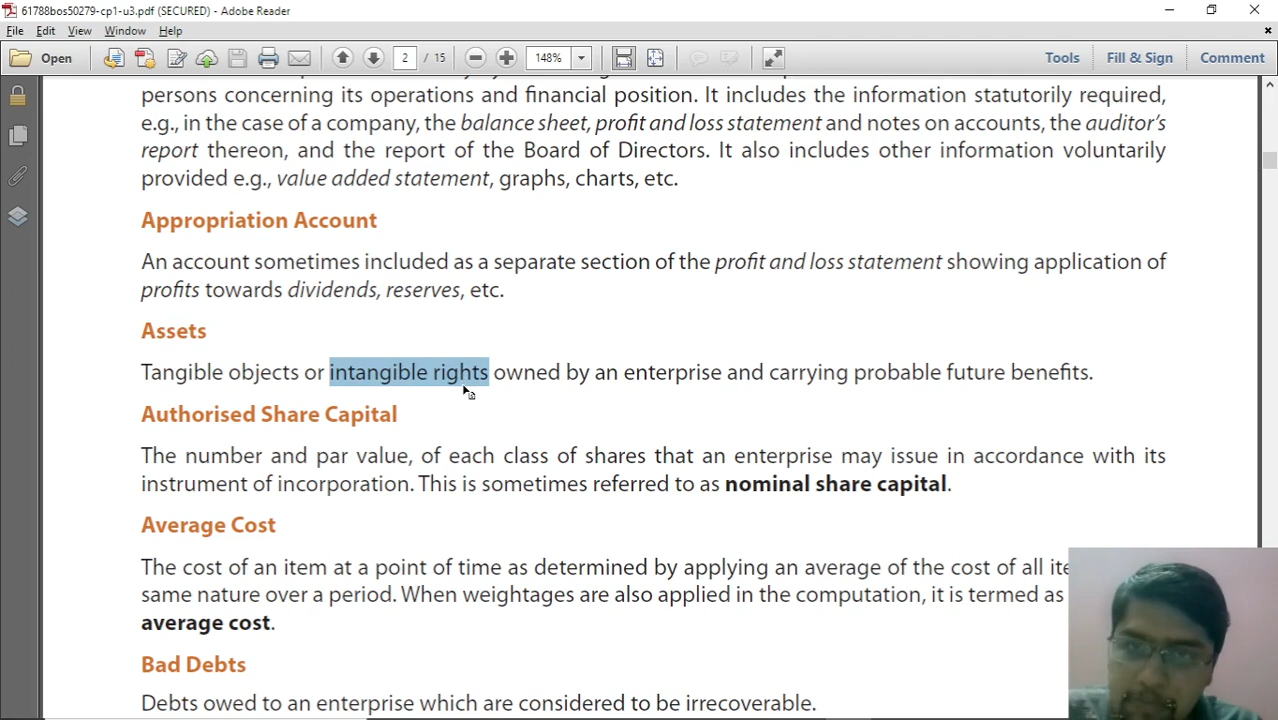 61788bos50279-cp1-u3.pdf (SECURED) - Adobe Reader
File Edit View Window Help
Open 2 / 15 148% Tools Fill & Sign Comment
persons concerning its operations and financial position. It includes the information statutorily required,
e.g., in the case of a company, the balance sheet, profit and loss statement and notes on accounts, the auditor's
report thereon, and the report of the Board of Directors. It also includes other information voluntarily
provided e.g., value added statement, graphs, charts, etc.
Appropriation Account
An account sometimes included as a separate section of the profit and loss statement showing application of
profits towards dividends, reserves, etc.
Assets
Tangible objects or intangible rights owned by an enterprise and carrying probable future benefits.
Authorised Share Capital
The number and par value, of each class of shares that an enterprise may issue in accordance with its
instrument of incorporation. This is sometimes referred to as nominal share capital.
Average Cost
The cost of an item at a point of time as determined by applying an average of the cost of all
same nature over a period. When weightages are also applied in the computation, it is termed as
average cost.
Bad Debts
Debts owed to an enterprise which are considered to be irrecoverable.